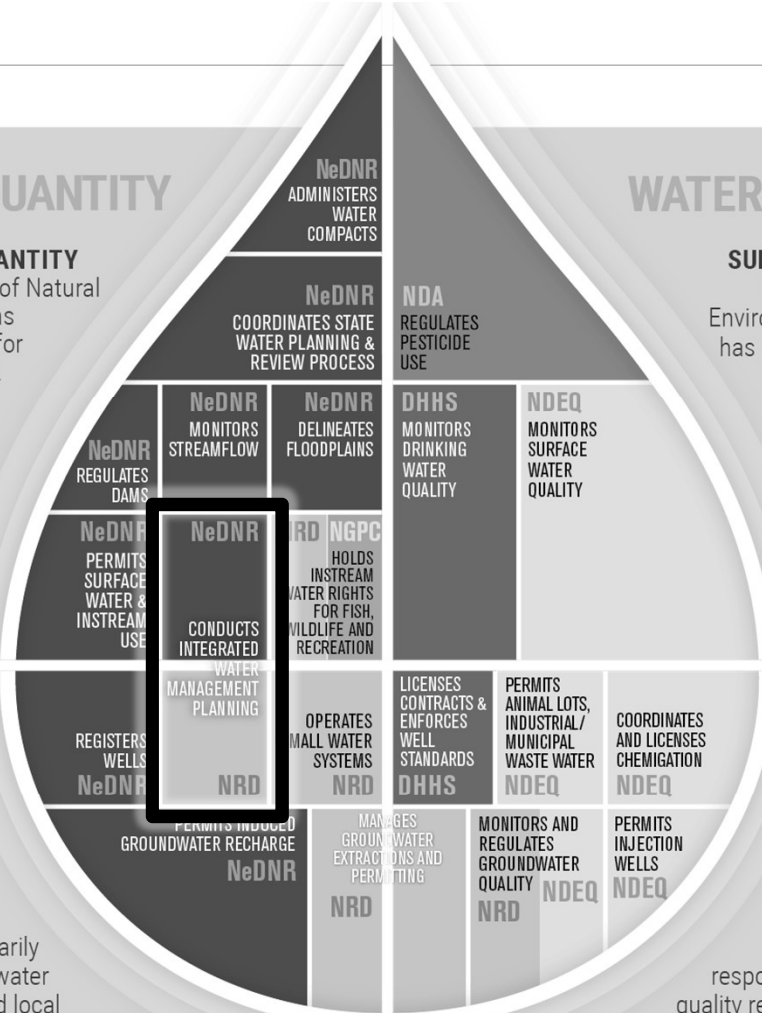 UANTITY
ANTITY
of Natural
as
for
NeDNR
ADMINISTERS
WATER
COMPACTS
NeDNR
COORDINATES STATE
WATER PLANNING &
REVIEW PROCESS
NeDNR
REGULATES
DAMS
NeDNR
MONITORS
STREAMFLOW
NeDNR
DELINEATES
FLOODPLAINS
NeDNR
PERMITS
SURFACE
WATER &
INSTREAM
USE
NeDNR
CONDUCTS
INTEGRATED
WATER
MANAGEMENT
PLANNING
NRD
NRD NGPC
HOLDS
INSTREAM
WATER RIGHTS
FOR FISH,
WILDLIFE AND
RECREATION
REGISTERS
WELLS
NeDNR
OPERATES
MALL WATER
SYSTEMS
NRD
PERMITS INDUCED
GROUNDWATER RECHARGE
NeDNR
MANAGES
GROUNDWATER
EXTRACTIONS AND
PERMITTING
NRD
WATER
SU
Enviro
has
NDA
REGULATES
PESTICIDE
USE
DHHS
MONITORS
DRINKING
WATER
QUALITY
NDEQ
MONITORS
SURFACE
WATER
QUALITY
LICENSES
CONTRACTS &
ENFORCES
WELL
STANDARDS
DHHS
PERMITS
ANIMAL LOTS,
INDUSTRIAL/
MUNICIPAL
WASTE WATER
NDEQ
COORDINATES
AND LICENSES
CHEMIGATION
NDEQ
MONITORS AND
REGULATES
GROUNDWATER
QUALITY
NRD
NDEQ
PERMITS
INJECTION
WELLS
NDEQ
arily
water
d local
respo
quality re